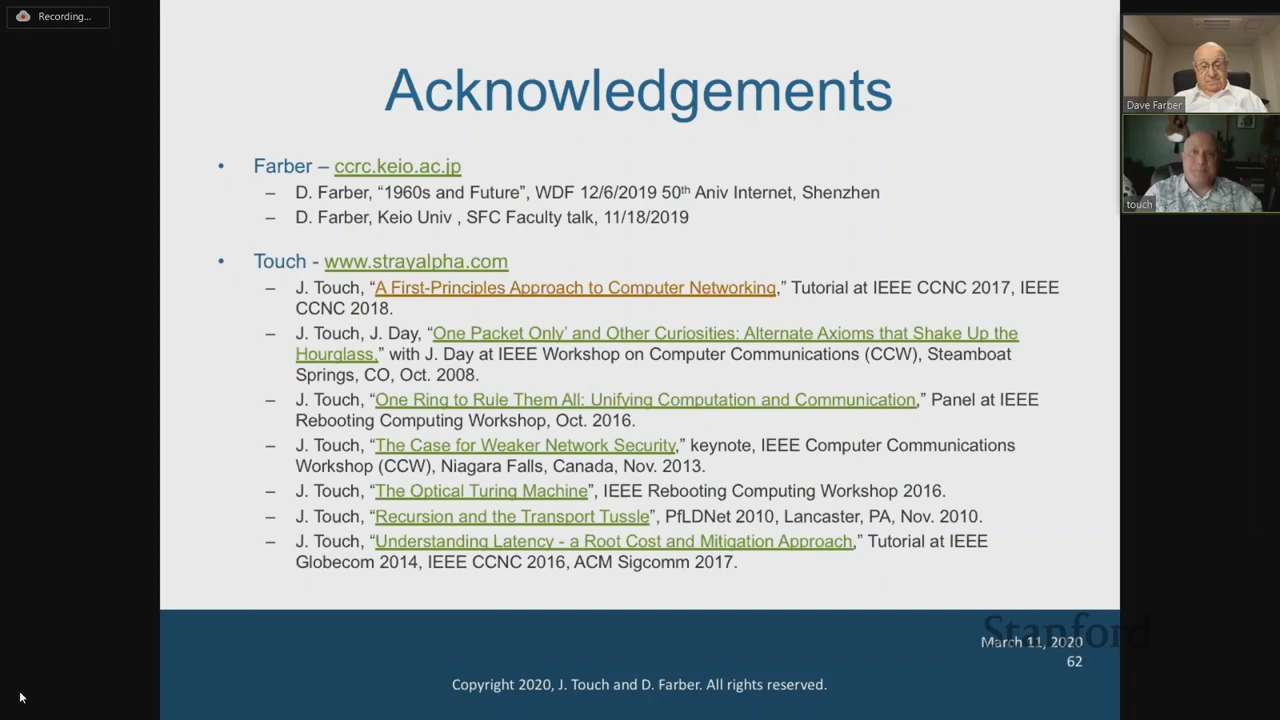 Recording...
Acknowledgements
• Farber – ccrc.keio.ac.jp
– D. Farber, “1960s and Future”, WDF 12/6/2019 50th Aniv Internet, Shenzhen
– D. Farber, Keio Univ , SFC Faculty talk, 11/18/2019
• Touch - www.strayalpha.com
– J. Touch, “A First-Principles Approach to Computer Networking,” Tutorial at IEEE CCNC 2017, IEEE
CCNC 2018.
– J. Touch, J. Day, “One Packet Only’ and Other Curiosities: Alternate Axioms that Shake Up the
Hourglass,” with J. Day at IEEE Workshop on Computer Communications (CCW), Steamboat
Springs, CO, Oct. 2008.
– J. Touch, “One Ring to Rule Them All: Unifying Computation and Communication,” Panel at IEEE
Rebooting Computing Workshop, Oct. 2016.
– J. Touch, “The Case for Weaker Network Security,” keynote, IEEE Computer Communications
Workshop (CCW), Niagara Falls, Canada, Nov. 2013.
– J. Touch, “The Optical Turing Machine”, IEEE Rebooting Computing Workshop 2016.
– J. Touch, “Recursion and the Transport Tussle”, PfLDNet 2010, Lancaster, PA, Nov. 2010.
– J. Touch, “Understanding Latency - a Root Cost and Mitigation Approach,” Tutorial at IEEE
Globecom 2014, IEEE CCNC 2016, ACM Sigcomm 2017.
Stanford
March 11, 2020
62
Copyright 2020, J. Touch and D. Farber. All rights reserved.
Dave Farber
touch